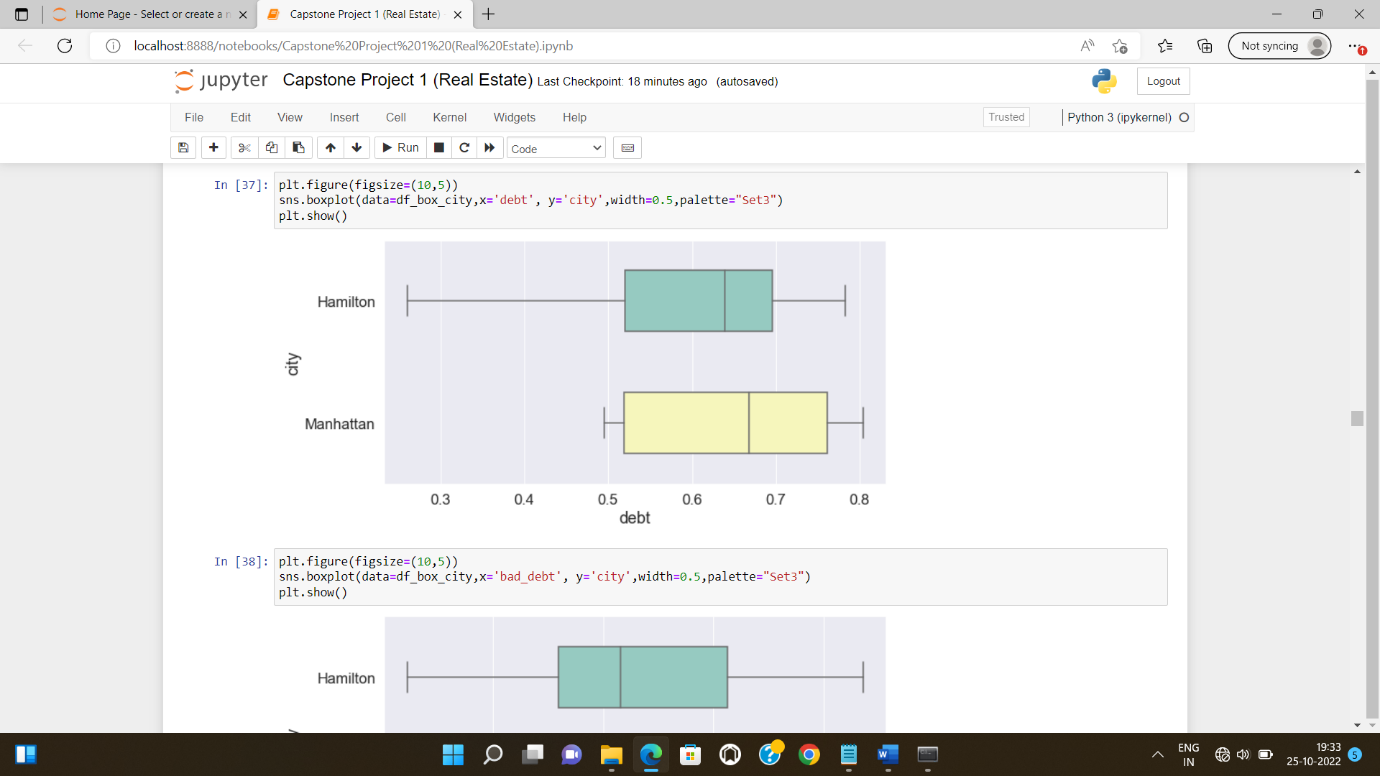 Home Page - Select or create a n
Capstone Project 1 (Real Estate)
localhost:8888/notebooks/Capstone%20Project%201%20(Real%20Estate).ipynb
Not syncing
jupyter Capstone Project 1 (Real Estate) Last Checkpoint: 18 minutes ago (autosaved)
Logout
File Edit View Insert Cell Kernel Widgets Help
Trusted
Python 3 (ipykernel)
Run
Code
In [37]: plt.figure(figsize=(10,5))
sns.boxplot(data=df_box_city,x='debt', y='city',width=0.5,palette="Set3")
plt.show()
Hamilton
city
Manhattan
0.3 0.4 0.5 0.6 0.7 0.8
debt
In [38]: plt.figure(figsize=(10,5))
sns.boxplot(data=df_box_city,x='bad_debt', y='city',width=0.5,palette="Set3")
plt.show()
Hamilton
ENG
IN
19:33
25-10-2022
5